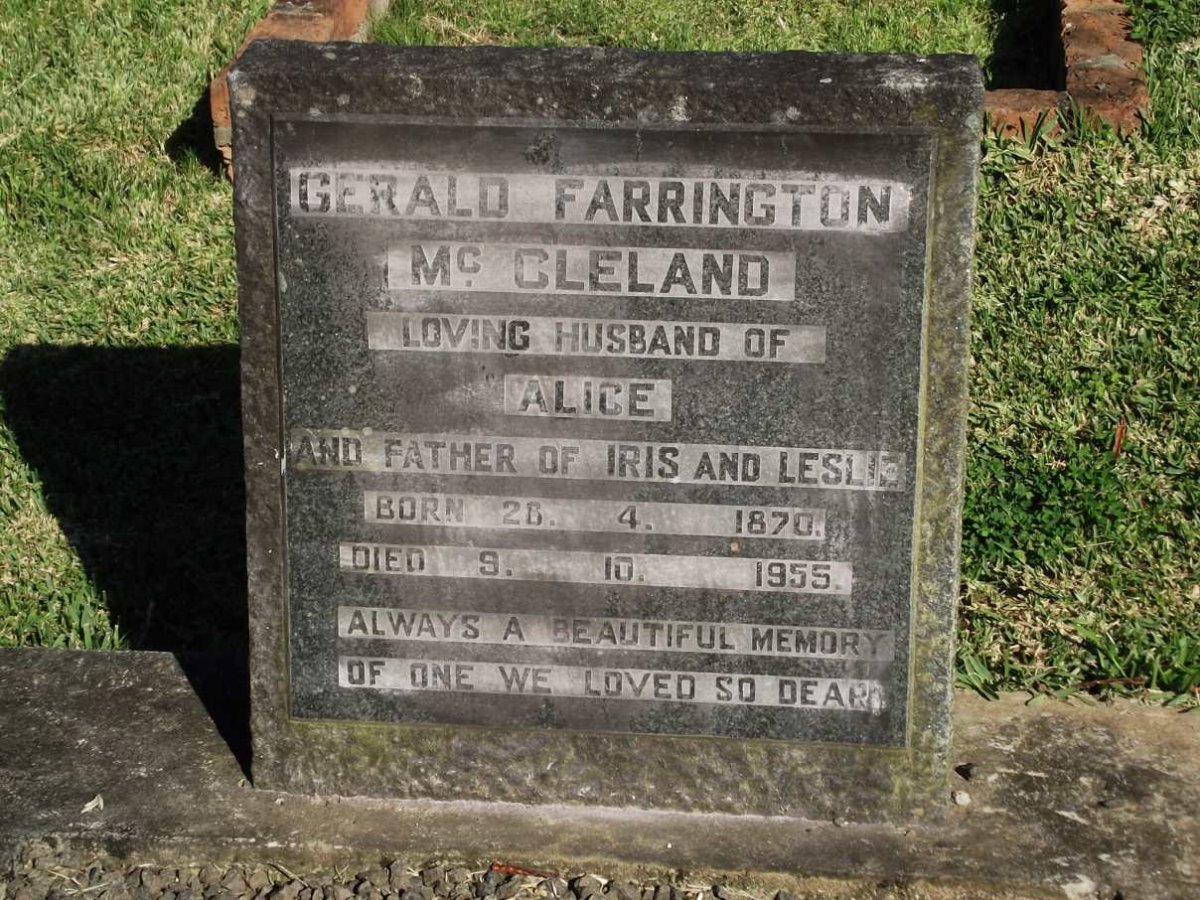 GERALD FARRINGTON
Mc CLELAND
LOVING HUSBAND OF
ALICE
AND FATHER OF IRIS AND LESLIE
BORN 4. 1870.
DIED 9. 10. 1955.
ALWAYS A BEAUTIFUL MEMORY
OF ONE WE LOVED SO DEAR